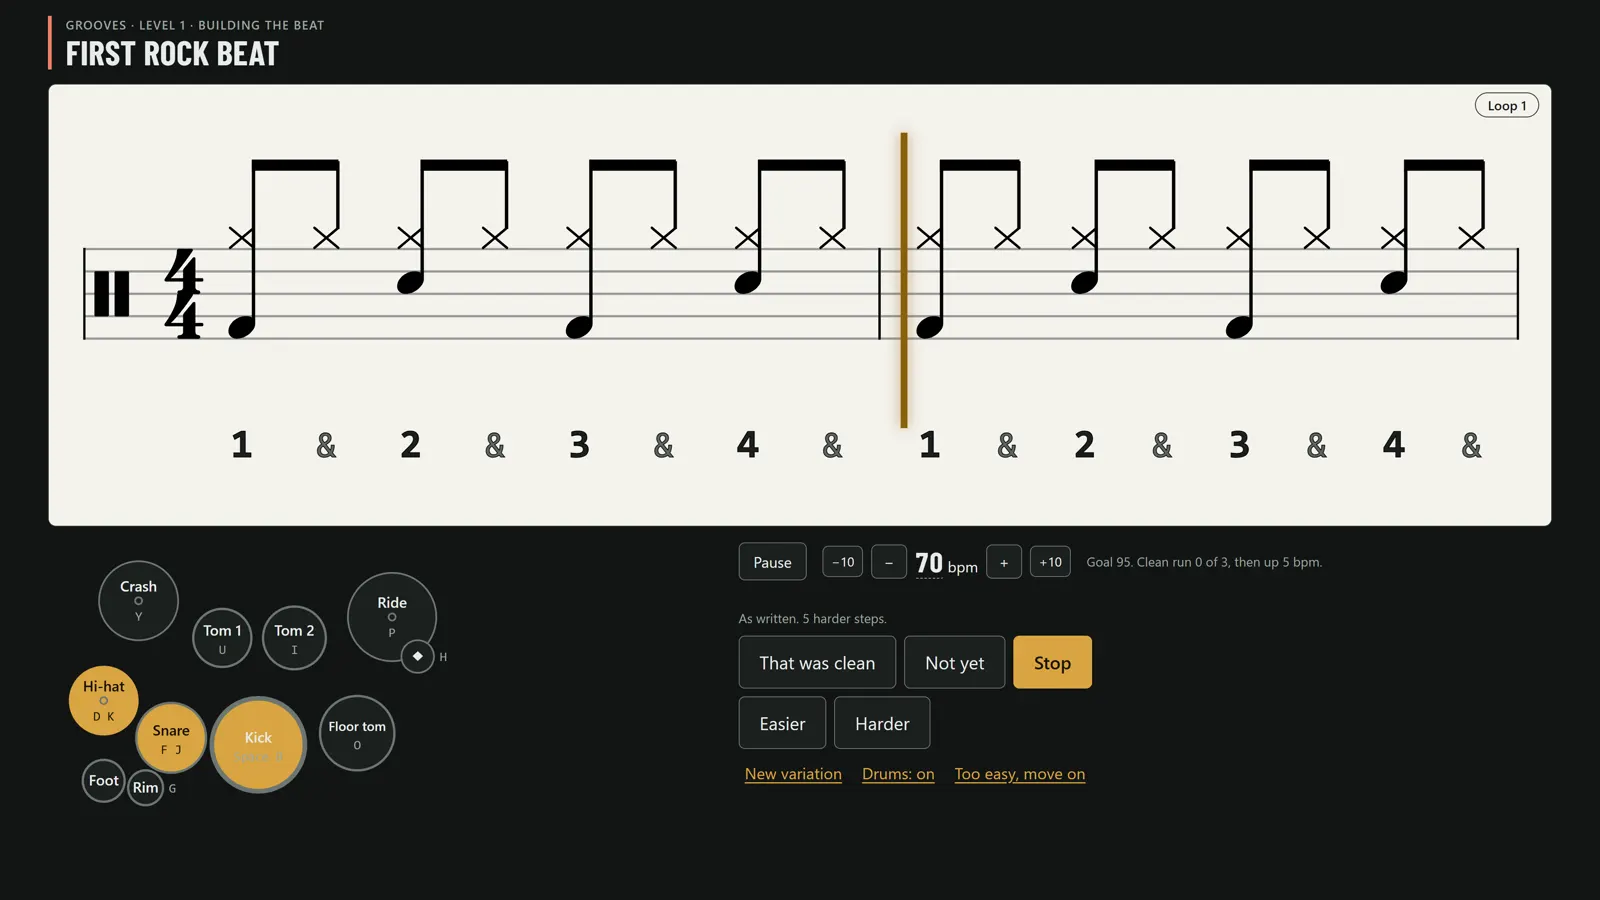 GROOVES · LEVEL 1 · BUILDING THE BEAT
FIRST ROCK BEAT
Loop 1
4
4
1 & 2 & 3 & 4 & 1 & 2 & 3 & 4 &
Pause −10 − 70 bpm + +10 Goal 95. Clean run 0 of 3, then up 5 bpm.
As written. 5 harder steps.
That was clean Not yet Stop
Easier Harder
New variation Drums: on Too easy, move on
Crash
Y
Tom 1
U
Tom 2
I
Ride
P
H
Hi-hat
D K
Snare
F J
Kick
Floor tom
O
Foot
Rim G